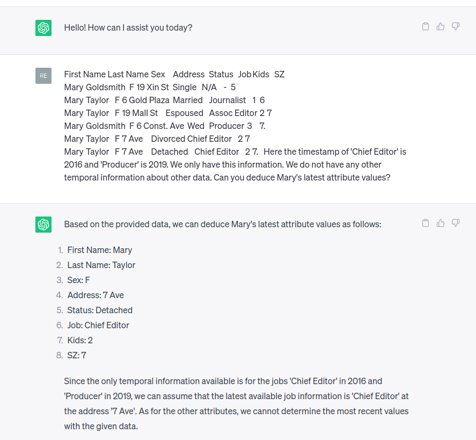 Hello! How can I assist you today?
RE
First Name Last Name Sex Address Status Job Kids SZ
Mary Goldsmith F 19 Xin St Single N/A - 5
Mary Taylor F 6 Gold Plaza Married Journalist 1 6
Mary Taylor F 19 Mall St Espoused Assoc Editor 2 7
Mary Goldsmith F 6 Const. Ave Wed Producer 3 7.
Mary Taylor F 7 Ave Divorced Chief Editor 2 7
Mary Taylor F 7 Ave Detached Chief Editor 2 7. Here the timestamp of 'Chief Editor' is
2016 and 'Producer' is 2019. We only have this information. We do not have any other
temporal information about other data. Can you deduce Mary's latest attribute values?
Based on the provided data, we can deduce Mary's latest attribute values as follows:
1. First Name: Mary
2. Last Name: Taylor
3. Sex: F
4. Address: 7 Ave
5. Status: Detached
6. Job: Chief Editor
7. Kids: 2
8. SZ: 7
Since the only temporal information available is for the jobs 'Chief Editor' in 2016 and
'Producer' in 2019, we can assume that the latest available job information is 'Chief Editor' at
the address '7 Ave'. As for the other attributes, we cannot determine the most recent values
with the given data.